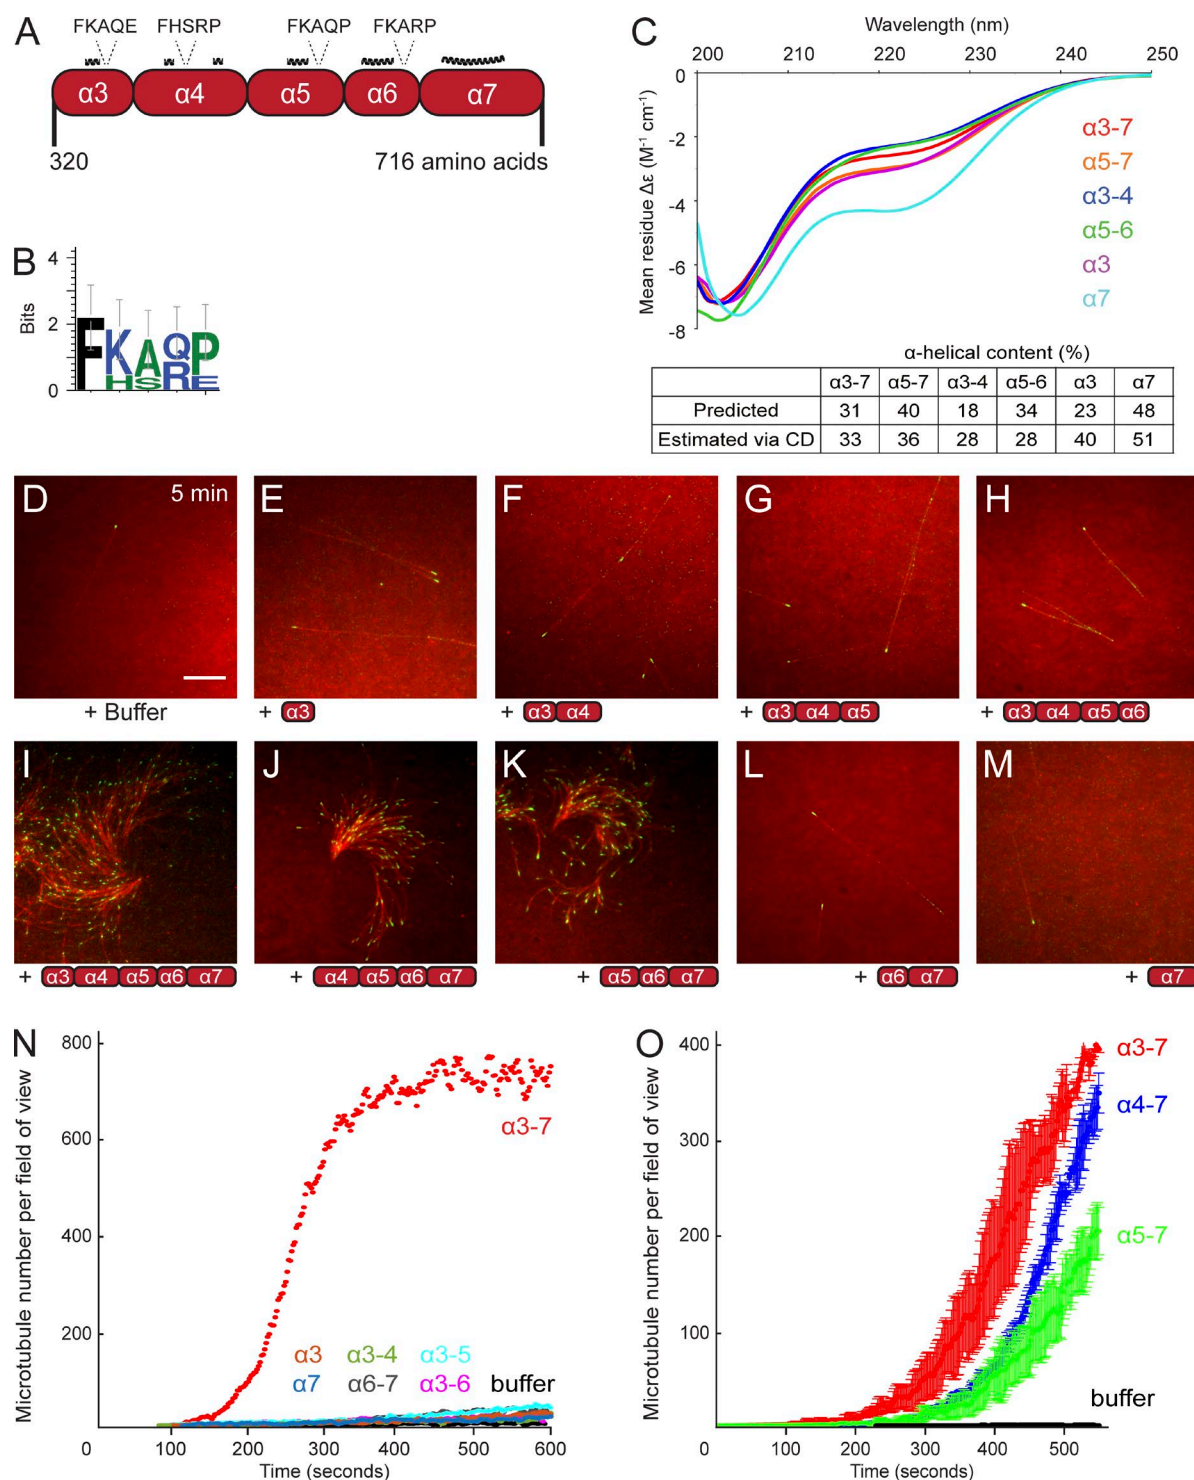 A
FKAQE FHSRP FKAQP FKARP
α3 α4 α5 α6 α7
320 716 amino acids
B
Bits
4
2
0
F K A Q P
H S R E
C
Wavelength (nm)
200 210 220 230 240 250
Mean residue Δε (M⁻¹ cm⁻¹)
0
-2
-4
-6
-8
α3-7
α5-7
α3-4
α5-6
α3
α7
α-helical content (%)
α3-7 α5-7 α3-4 α5-6 α3 α7
Predicted 31 40 18 34 23 48
Estimated via CD 33 36 28 28 40 51
D 5 min E F G H
+ Buffer + α3 + α3 α4 + α3 α4 α5 + α3 α4 α5 α6
I J K L M
+ α3 α4 α5 α6 α7 + α4 α5 α6 α7 + α5 α6 α7 + α6 α7 + α7
N
Microtubule number per field of view
800
600
400
200
0 100 200 300 400 500 600
Time (seconds)
α3-7
α3 α3-4 α3-5
α7 α6-7 α3-6 buffer
O
Microtubule number per field of view
400
300
200
100
0 100 200 300 400 500
Time (seconds)
α3-7
α4-7
α5-7
buffer